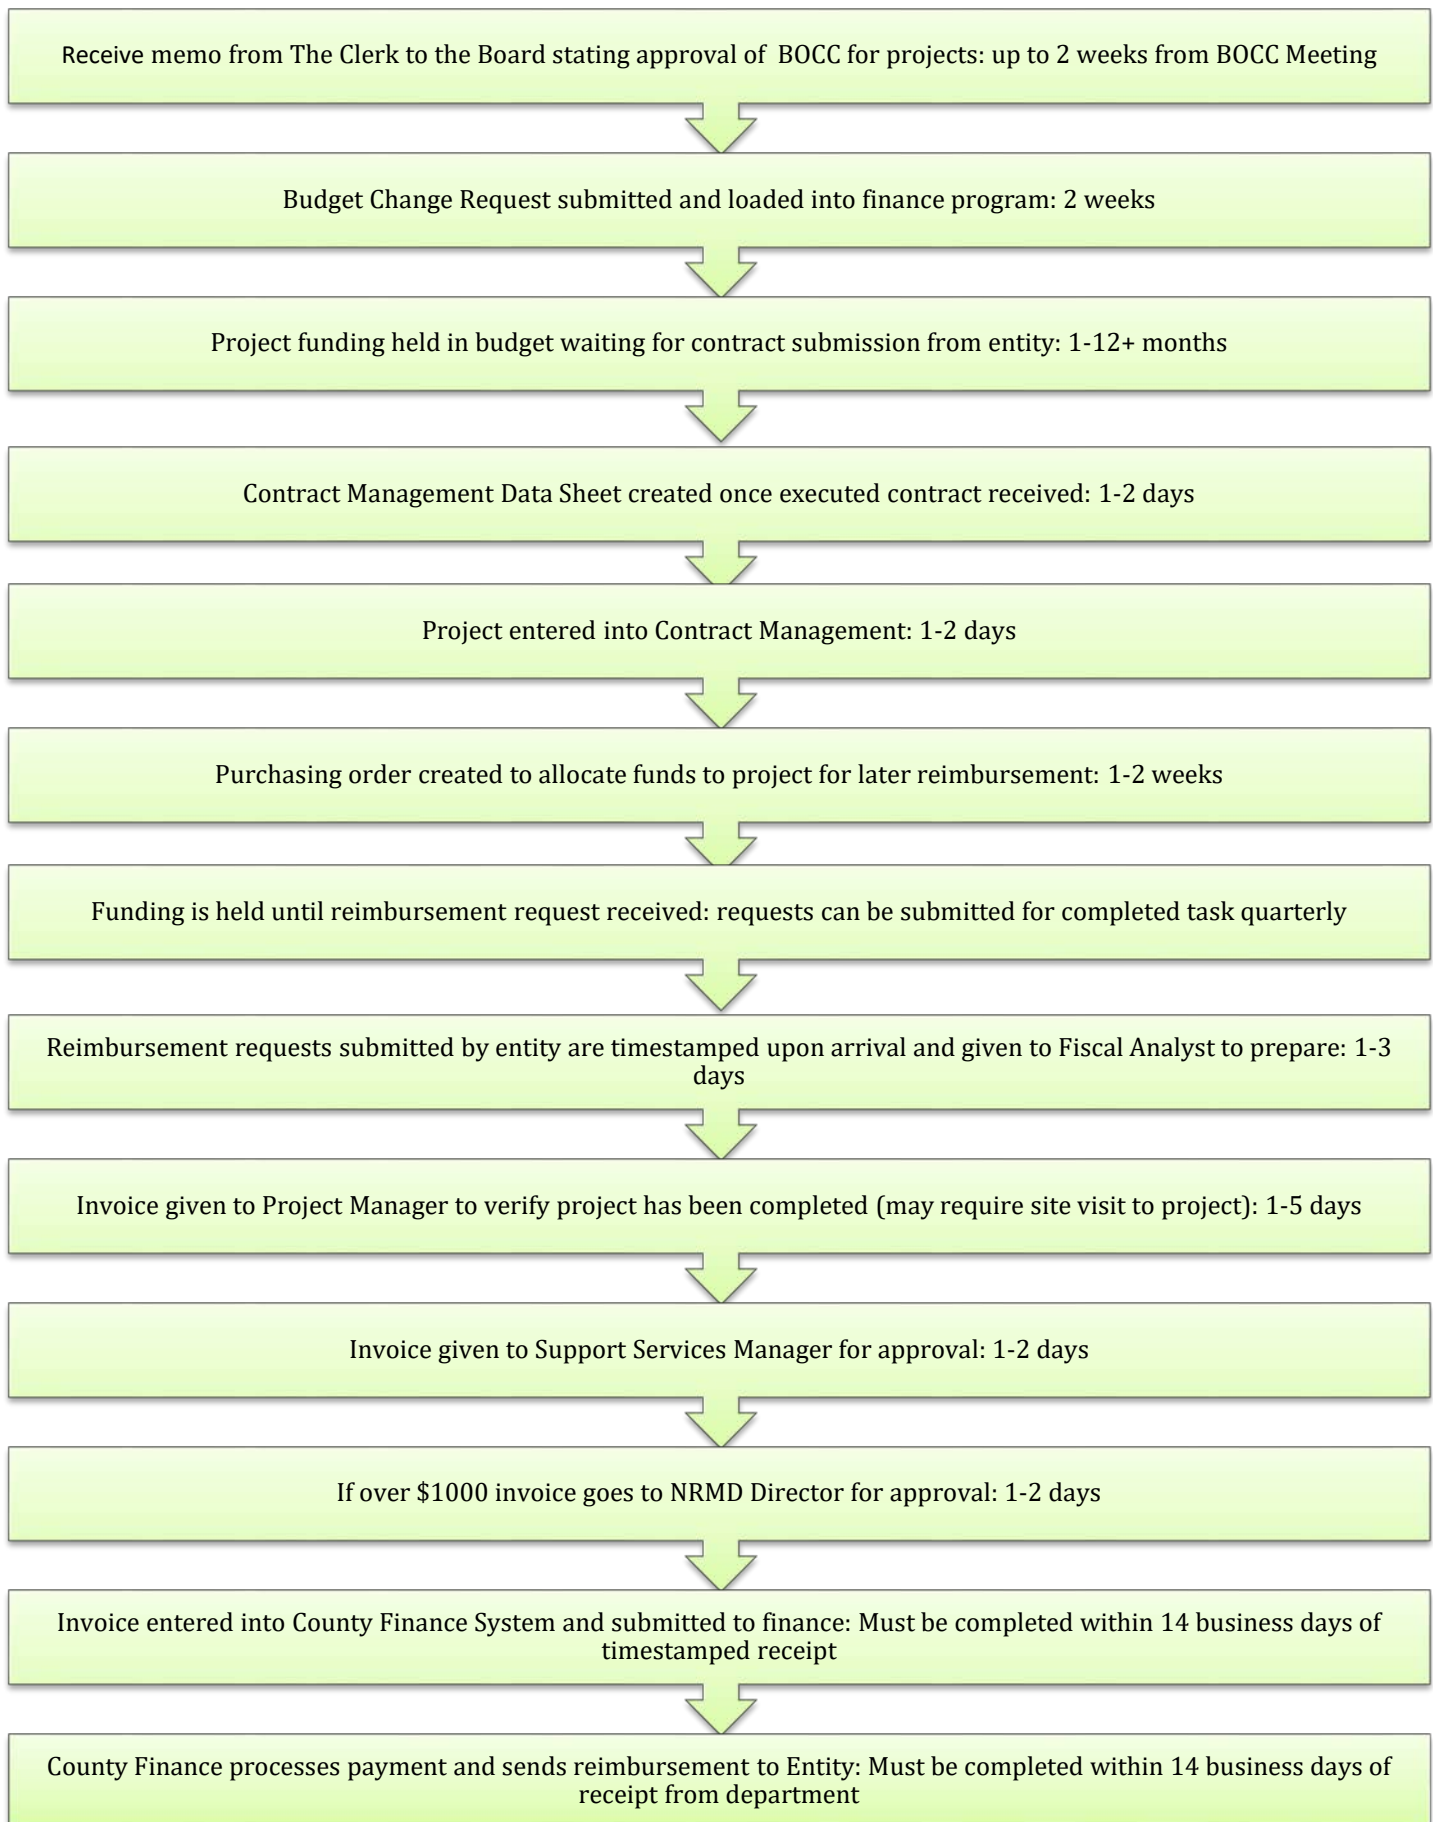 Receive memo from The Clerk to the Board stating approval of BOCC for projects: up to 2 weeks from BOCC Meeting
Budget Change Request submitted and loaded into finance program: 2 weeks
Project funding held in budget waiting for contract submission from entity: 1-12+ months
Contract Management Data Sheet created once executed contract received: 1-2 days
Project entered into Contract Management: 1-2 days
Purchasing order created to allocate funds to project for later reimbursement: 1-2 weeks
Funding is held until reimbursement request received: requests can be submitted for completed task quarterly
Reimbursement requests submitted by entity are timestamped upon arrival and given to Fiscal Analyst to prepare: 1-3
days
Invoice given to Project Manager to verify project has been completed (may require site visit to project): 1-5 days
Invoice given to Support Services Manager for approval: 1-2 days
If over $1000 invoice goes to NRMD Director for approval: 1-2 days
Invoice entered into County Finance System and submitted to finance: Must be completed within 14 business days of
timestamped receipt
County Finance processes payment and sends reimbursement to Entity: Must be completed within 14 business days of
receipt from department